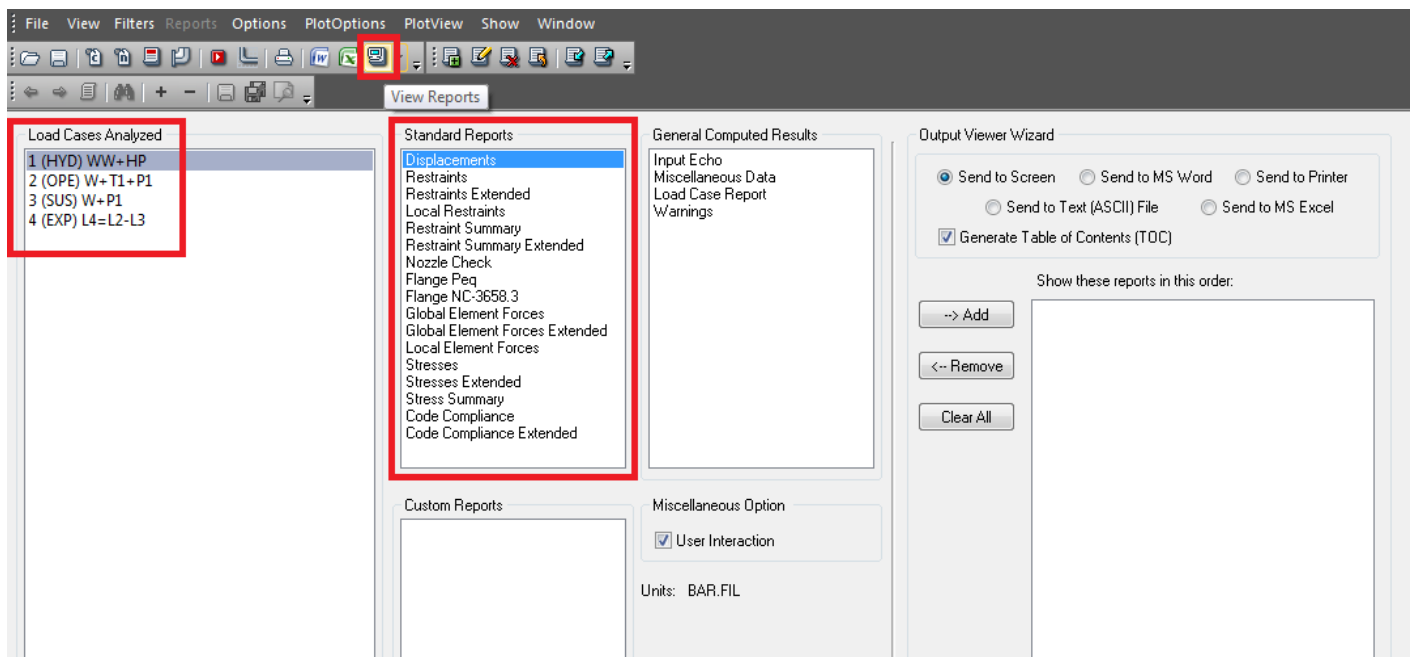 File View Filters Reports Options PlotOptions PlotView Show Window
View Reports
Load Cases Analyzed
1 (HYD) WW+HP
2 (OPE) W+T1+P1
3 (SUS) W+P1
4 (EXP) L4=L2-L3
Standard Reports
Displacements
Restraints
Restraints Extended
Local Restraints
Restraint Summary
Restraint Summary Extended
Nozzle Check
Flange Peq
Flange NC-3658.3
Global Element Forces
Global Element Forces Extended
Local Element Forces
Stresses
Stresses Extended
Stress Summary
Code Compliance
Code Compliance Extended
General Computed Results
Input Echo
Miscellaneous Data
Load Case Report
Warnings
Custom Reports
Miscellaneous Option
User Interaction
Units: BAR.FIL
Output Viewer Wizard
Send to Screen Send to MS Word Send to Printer
Send to Text (ASCII) File Send to MS Excel
Generate Table of Contents (TOC)
Show these reports in this order:
--> Add
<-- Remove
Clear All